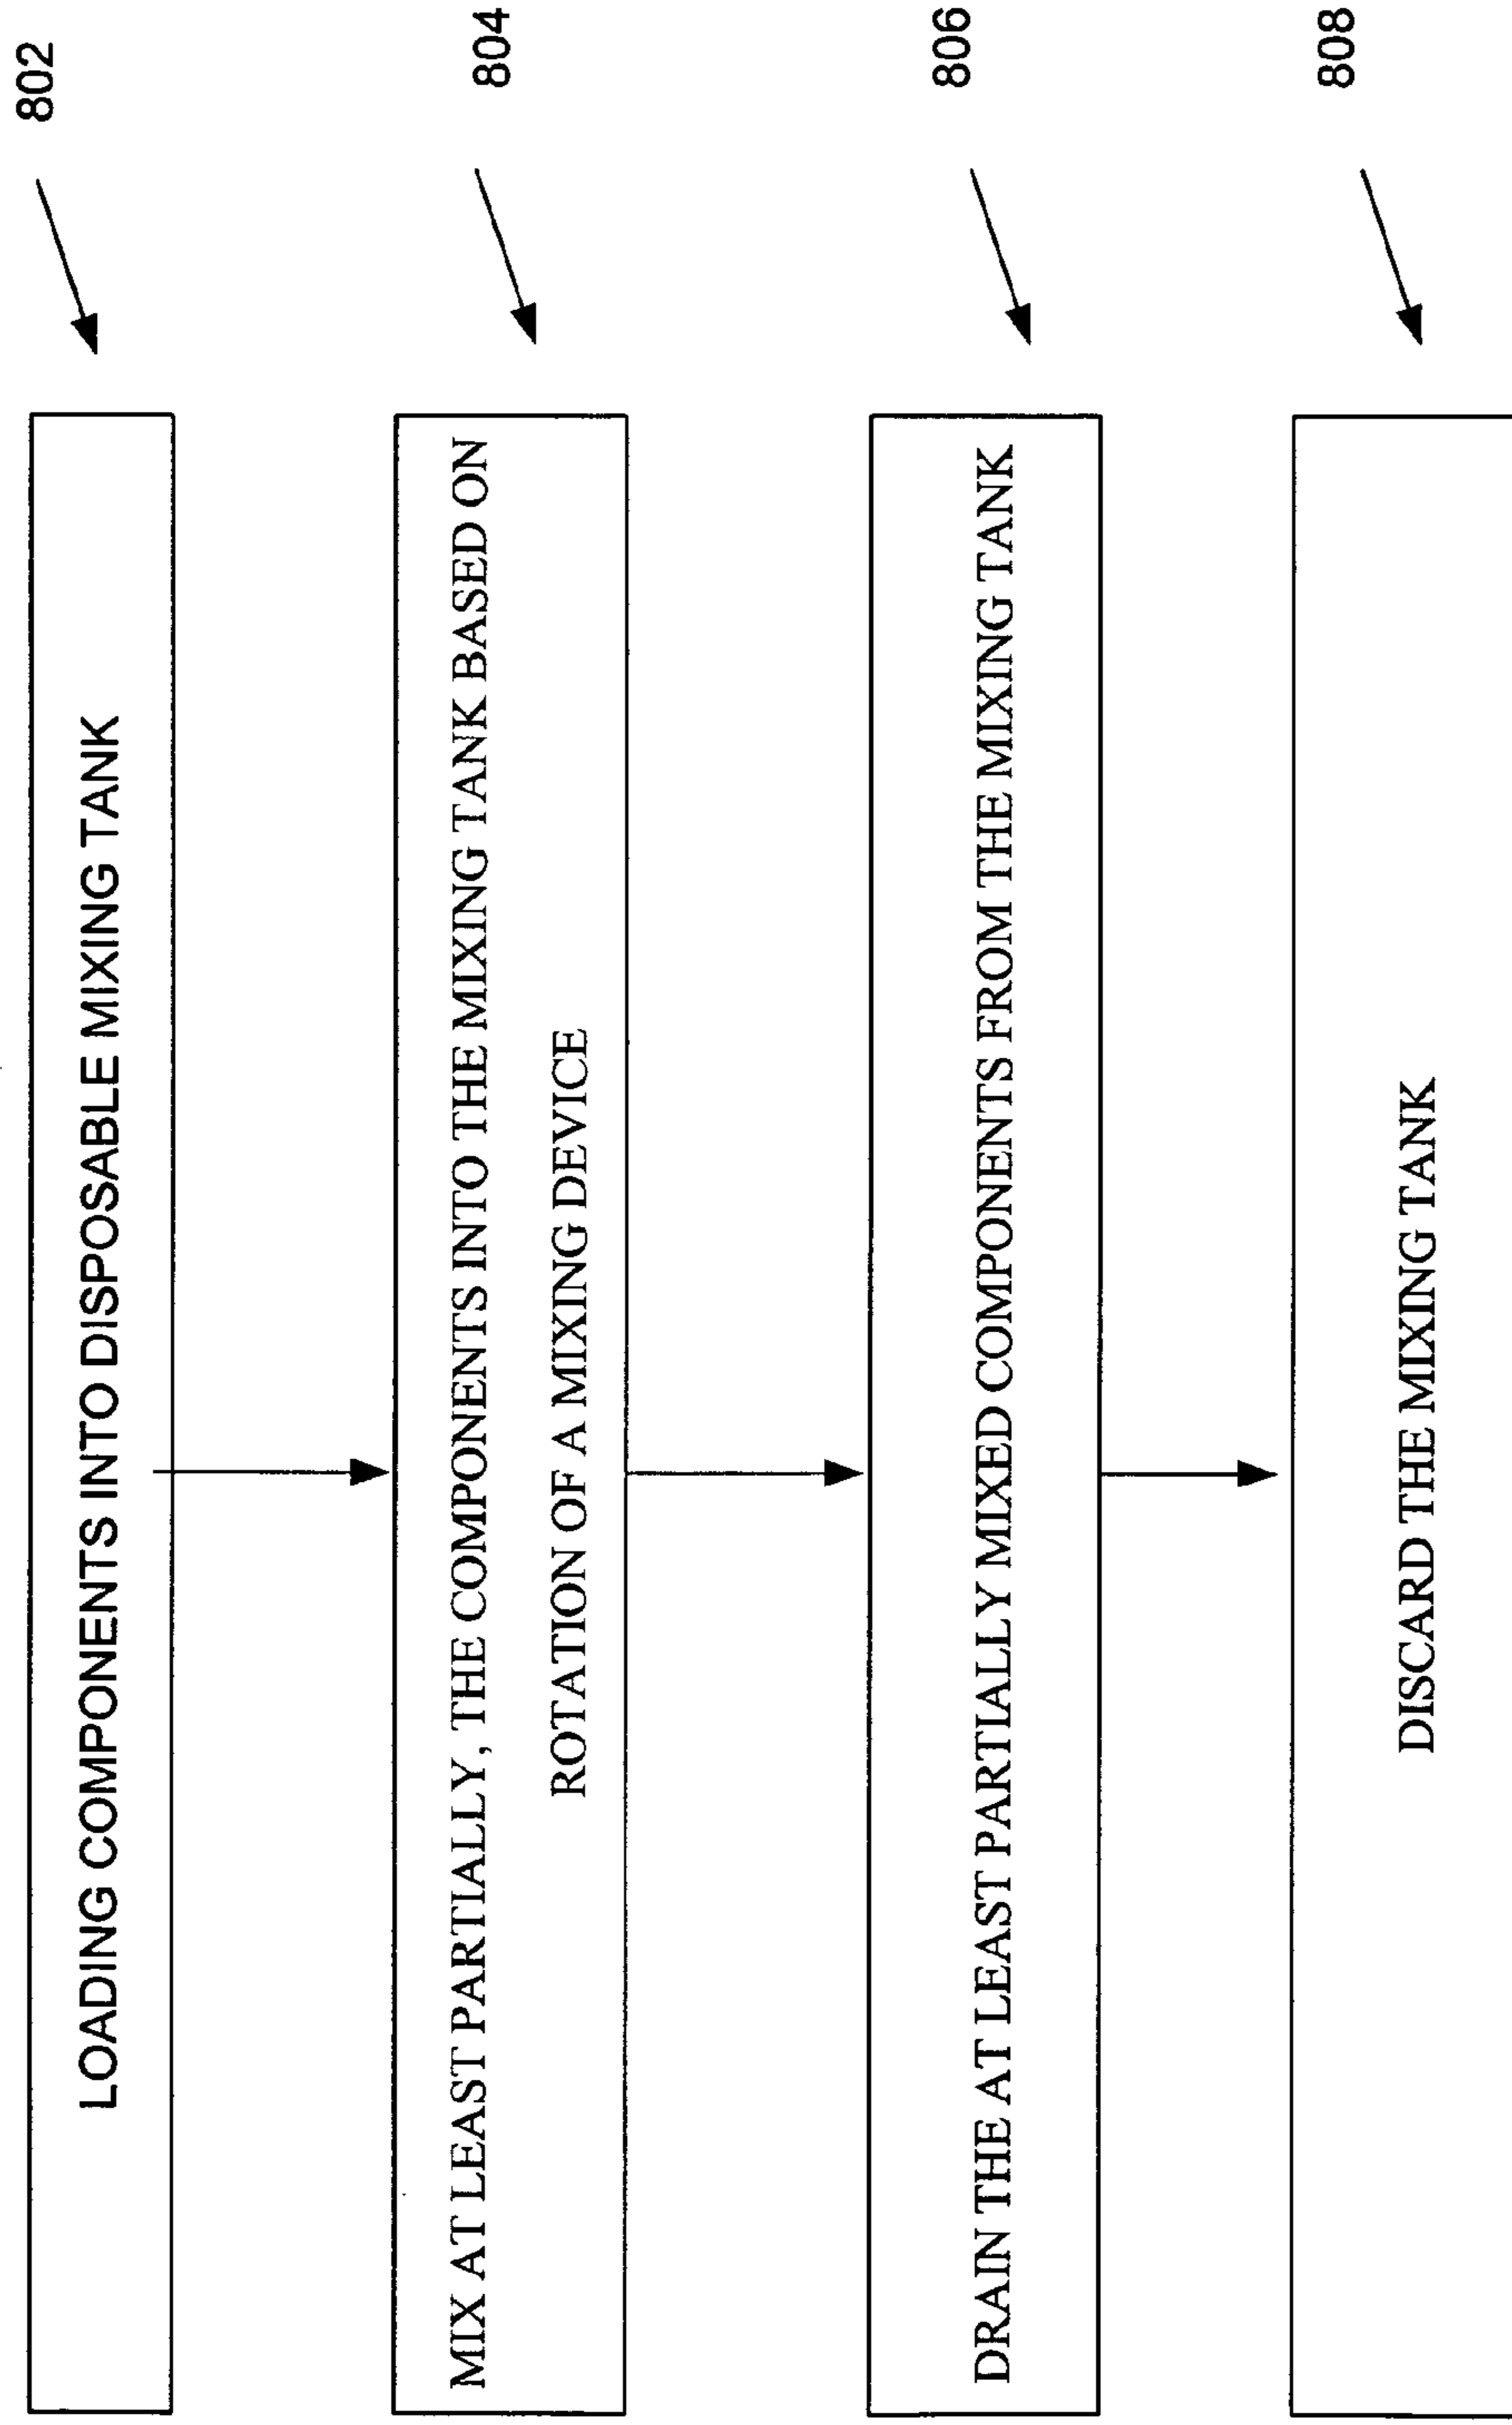 LOADING COMPONENTS INTO DISPOSABLE MIXING TANK
802
MIX AT LEAST PARTIALLY, THE COMPONENTS INTO THE MIXING TANK BASED ON
ROTATION OF A MIXING DEVICE
804
DRAIN THE AT LEAST PARTIALLY MIXED COMPONENTS FROM THE MIXING TANK
806
DISCARD THE MIXING TANK
808